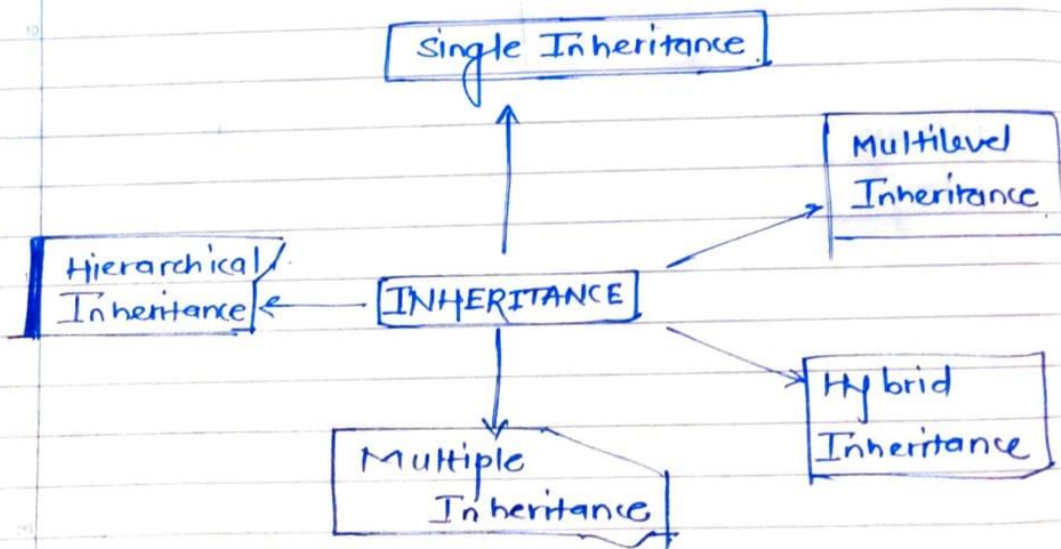 Single Inheritance
Multilevel
Inheritance
Hierarchical
Inheritance
INHERITANCE
Hybrid
Inheritance
Multiple
Inheritance